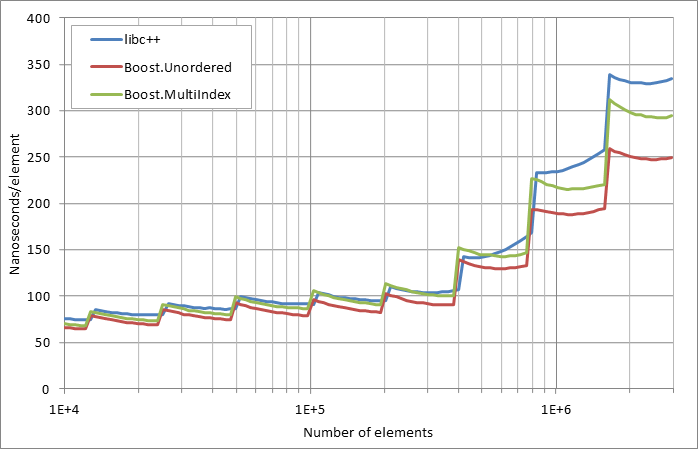 400
350
300
250
200
150
100
50
0
Nanoseconds/element
libc++
Boost.Unordered
Boost.MultiIndex
1E+4
1E+5
1E+6
Number of elements